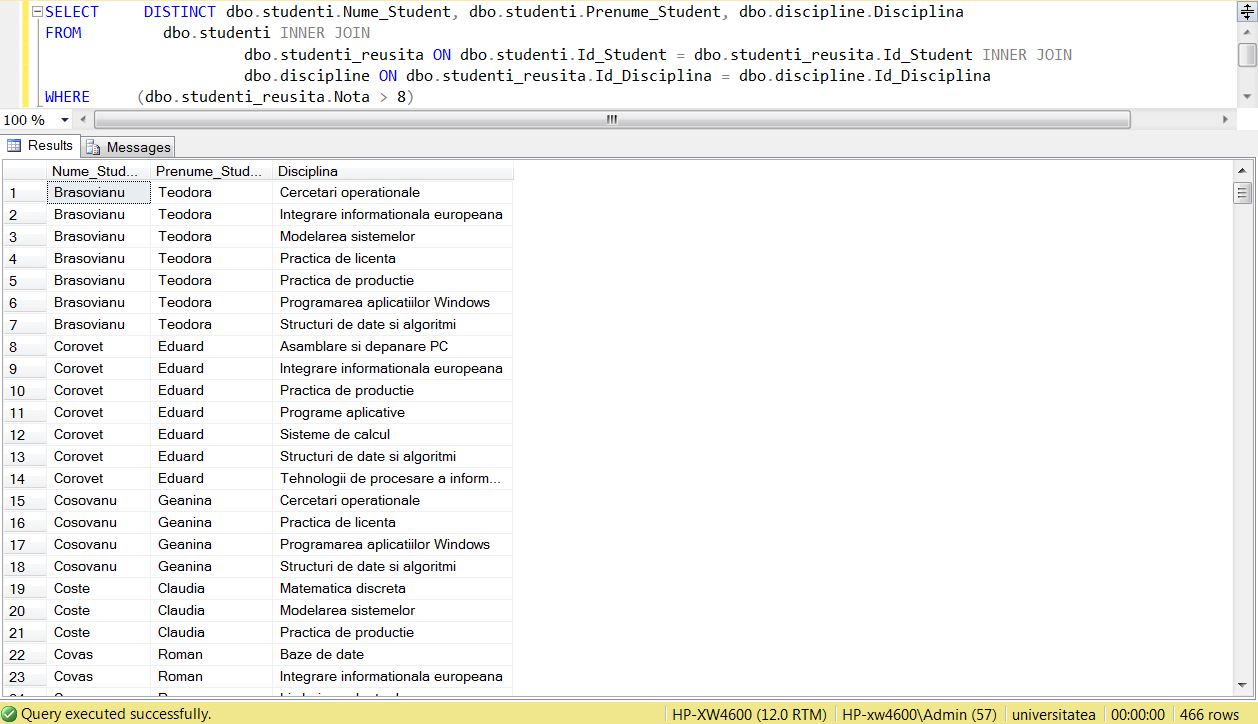 SELECT DISTINCT dbo.studenti.Nume_Student, dbo.studenti.Prenume_Student, dbo.discipline.Disciplina
FROM dbo.studenti INNER JOIN
dbo.studenti_reusita ON dbo.studenti.Id_Student = dbo.studenti_reusita.Id_Student INNER JOIN
dbo.discipline ON dbo.studenti_reusita.Id_Disciplina = dbo.discipline.Id_Disciplina
WHERE (dbo.studenti_reusita.Nota > 8)
100 %
Results Messages
Nume_Stud... Prenume_Stud... Disciplina
1 Brasovianu Teodora Cercetari operationale
2 Brasovianu Teodora Integrare informationala europeana
3 Brasovianu Teodora Modelarea sistemelor
4 Brasovianu Teodora Practica de licenta
5 Brasovianu Teodora Practica de productie
6 Brasovianu Teodora Programarea aplicatiilor Windows
7 Brasovianu Teodora Structuri de date si algoritmi
8 Corovet Eduard Asamblare si depanare PC
9 Corovet Eduard Integrare informationala europeana
10 Corovet Eduard Practica de productie
11 Corovet Eduard Programe aplicative
12 Corovet Eduard Sisteme de calcul
13 Corovet Eduard Structuri de date si algoritmi
14 Corovet Eduard Tehnologii de procesare a inform...
15 Cosovanu Geanina Cercetari operationale
16 Cosovanu Geanina Practica de licenta
17 Cosovanu Geanina Programarea aplicatiilor Windows
18 Cosovanu Geanina Structuri de date si algoritmi
19 Coste Claudia Matematica discreta
20 Coste Claudia Modelarea sistemelor
21 Coste Claudia Practica de productie
22 Covas Roman Baze de date
23 Covas Roman Integrare informationala europeana
Query executed successfully. HP-XW4600 (12.0 RTM) HP-xw4600\Admin (57) universitatea 00:00:00 466 rows